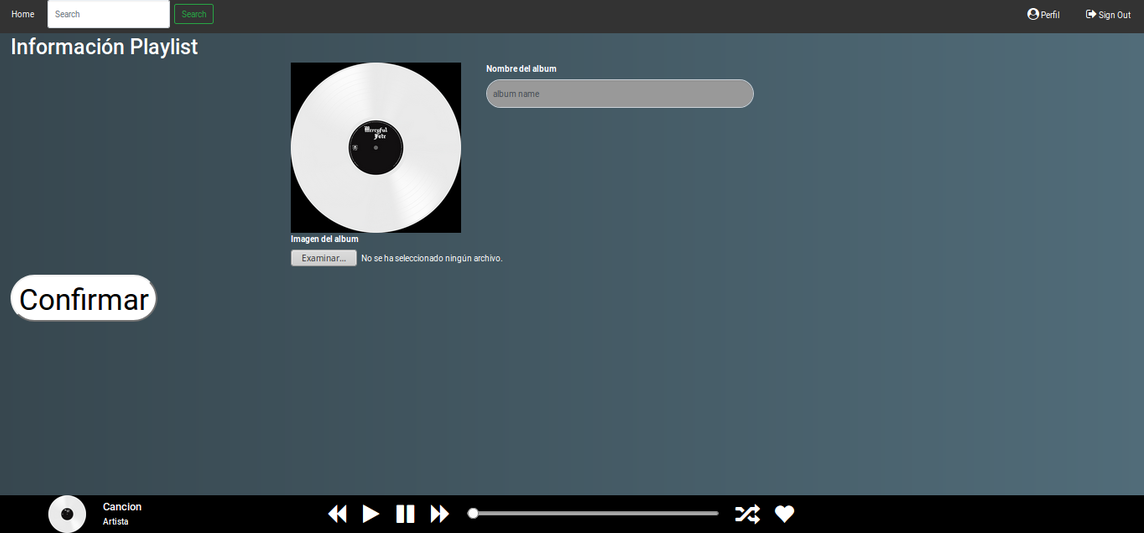 Home
Search
Search
Perfil
Sign Out
Información Playlist
Nombre del album
album name
Mercyful
Fate
Imagen del album
Examinar...
No se ha seleccionado ningún archivo.
Confirmar
Cancion
Artista